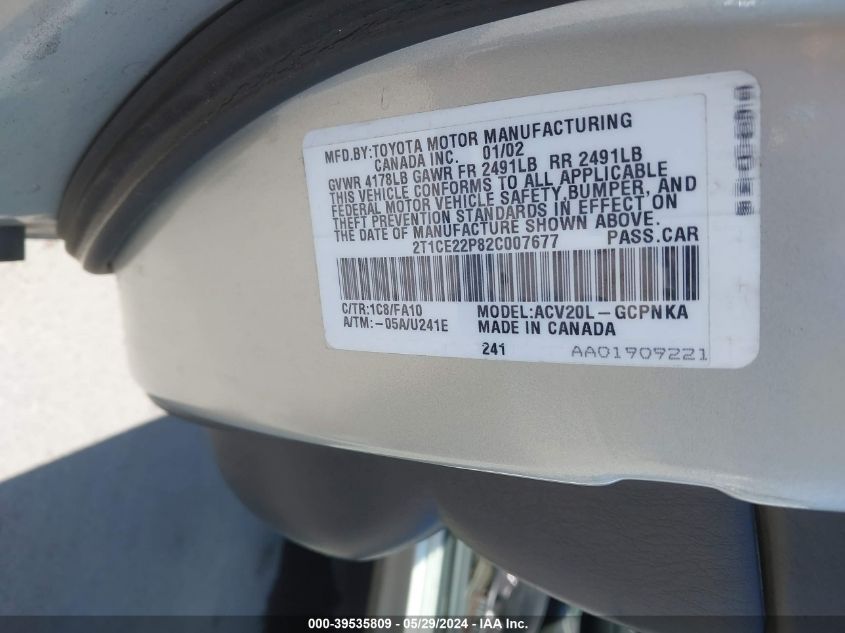 MFD.BY:TOYOTA MOTOR MANUFACTURING
CANADA INC. 01/02
GVWR 4178LB GAWR FR 2491LB RR 2491LB
THIS VEHICLE CONFORMS TO ALL APPLICABLE
FEDERAL MOTOR VEHICLE SAFETY, BUMPER, AND
THEFT PREVENTION STANDARDS IN EFFECT ON
THE DATE OF MANUFACTURE SHOWN ABOVE.
2T1CE22P82C007677 PASS.CAR
C/TR:1C8/FA10 MODEL:ACV20L-GCPNKA
A/TM:-05A/U241E MADE IN CANADA
241 AA01909221
000-39535809 - 05/29/2024 - IAA Inc.